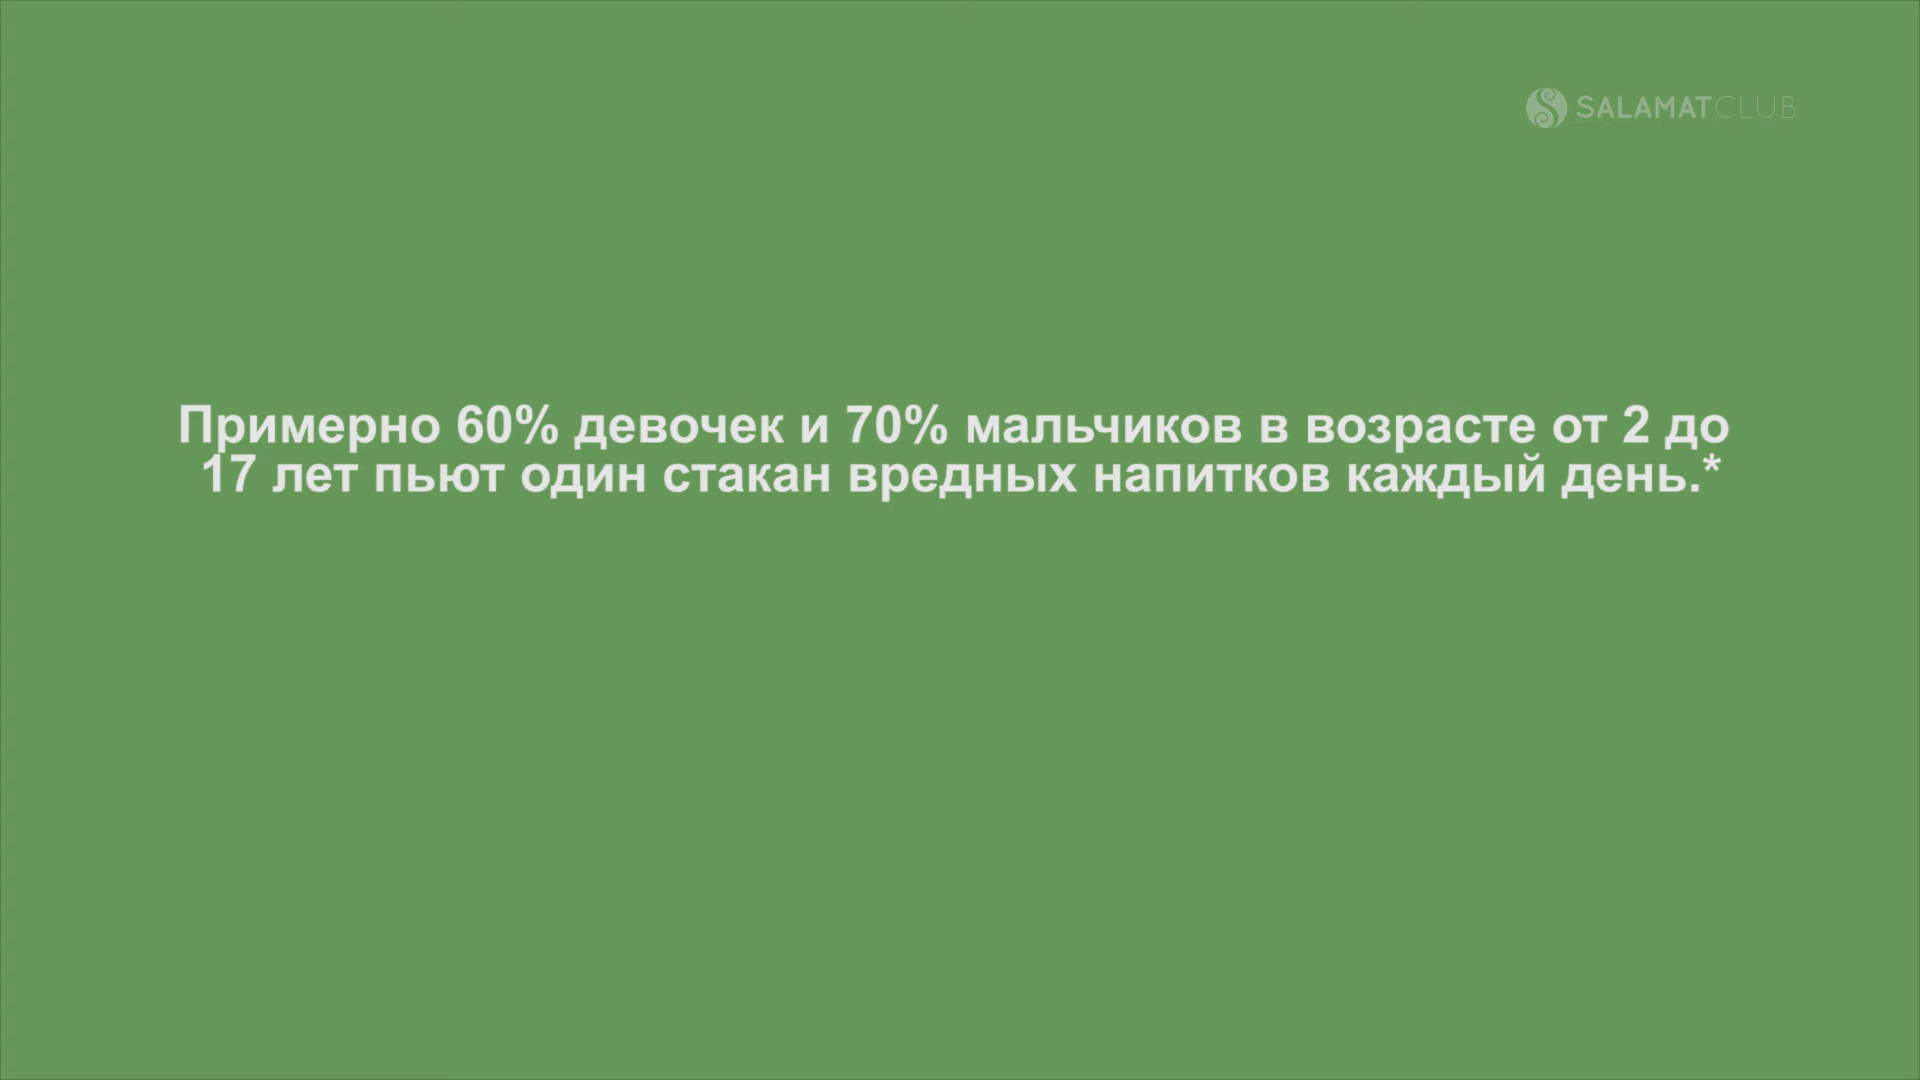 SALAMATCLUB
Примерно 60% девочек и 70% мальчиков в возрасте от 2 до
17 лет пьют один стакан вредных напитков каждый день.*